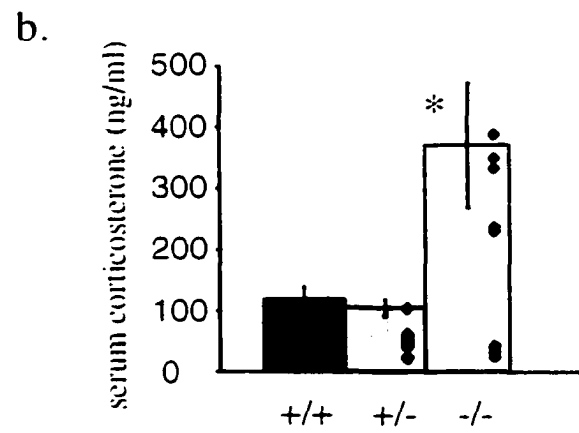 b.
serum corticosterone (ng/ml)
500
400
300
200
100
0
*
+/+ +/- -/-